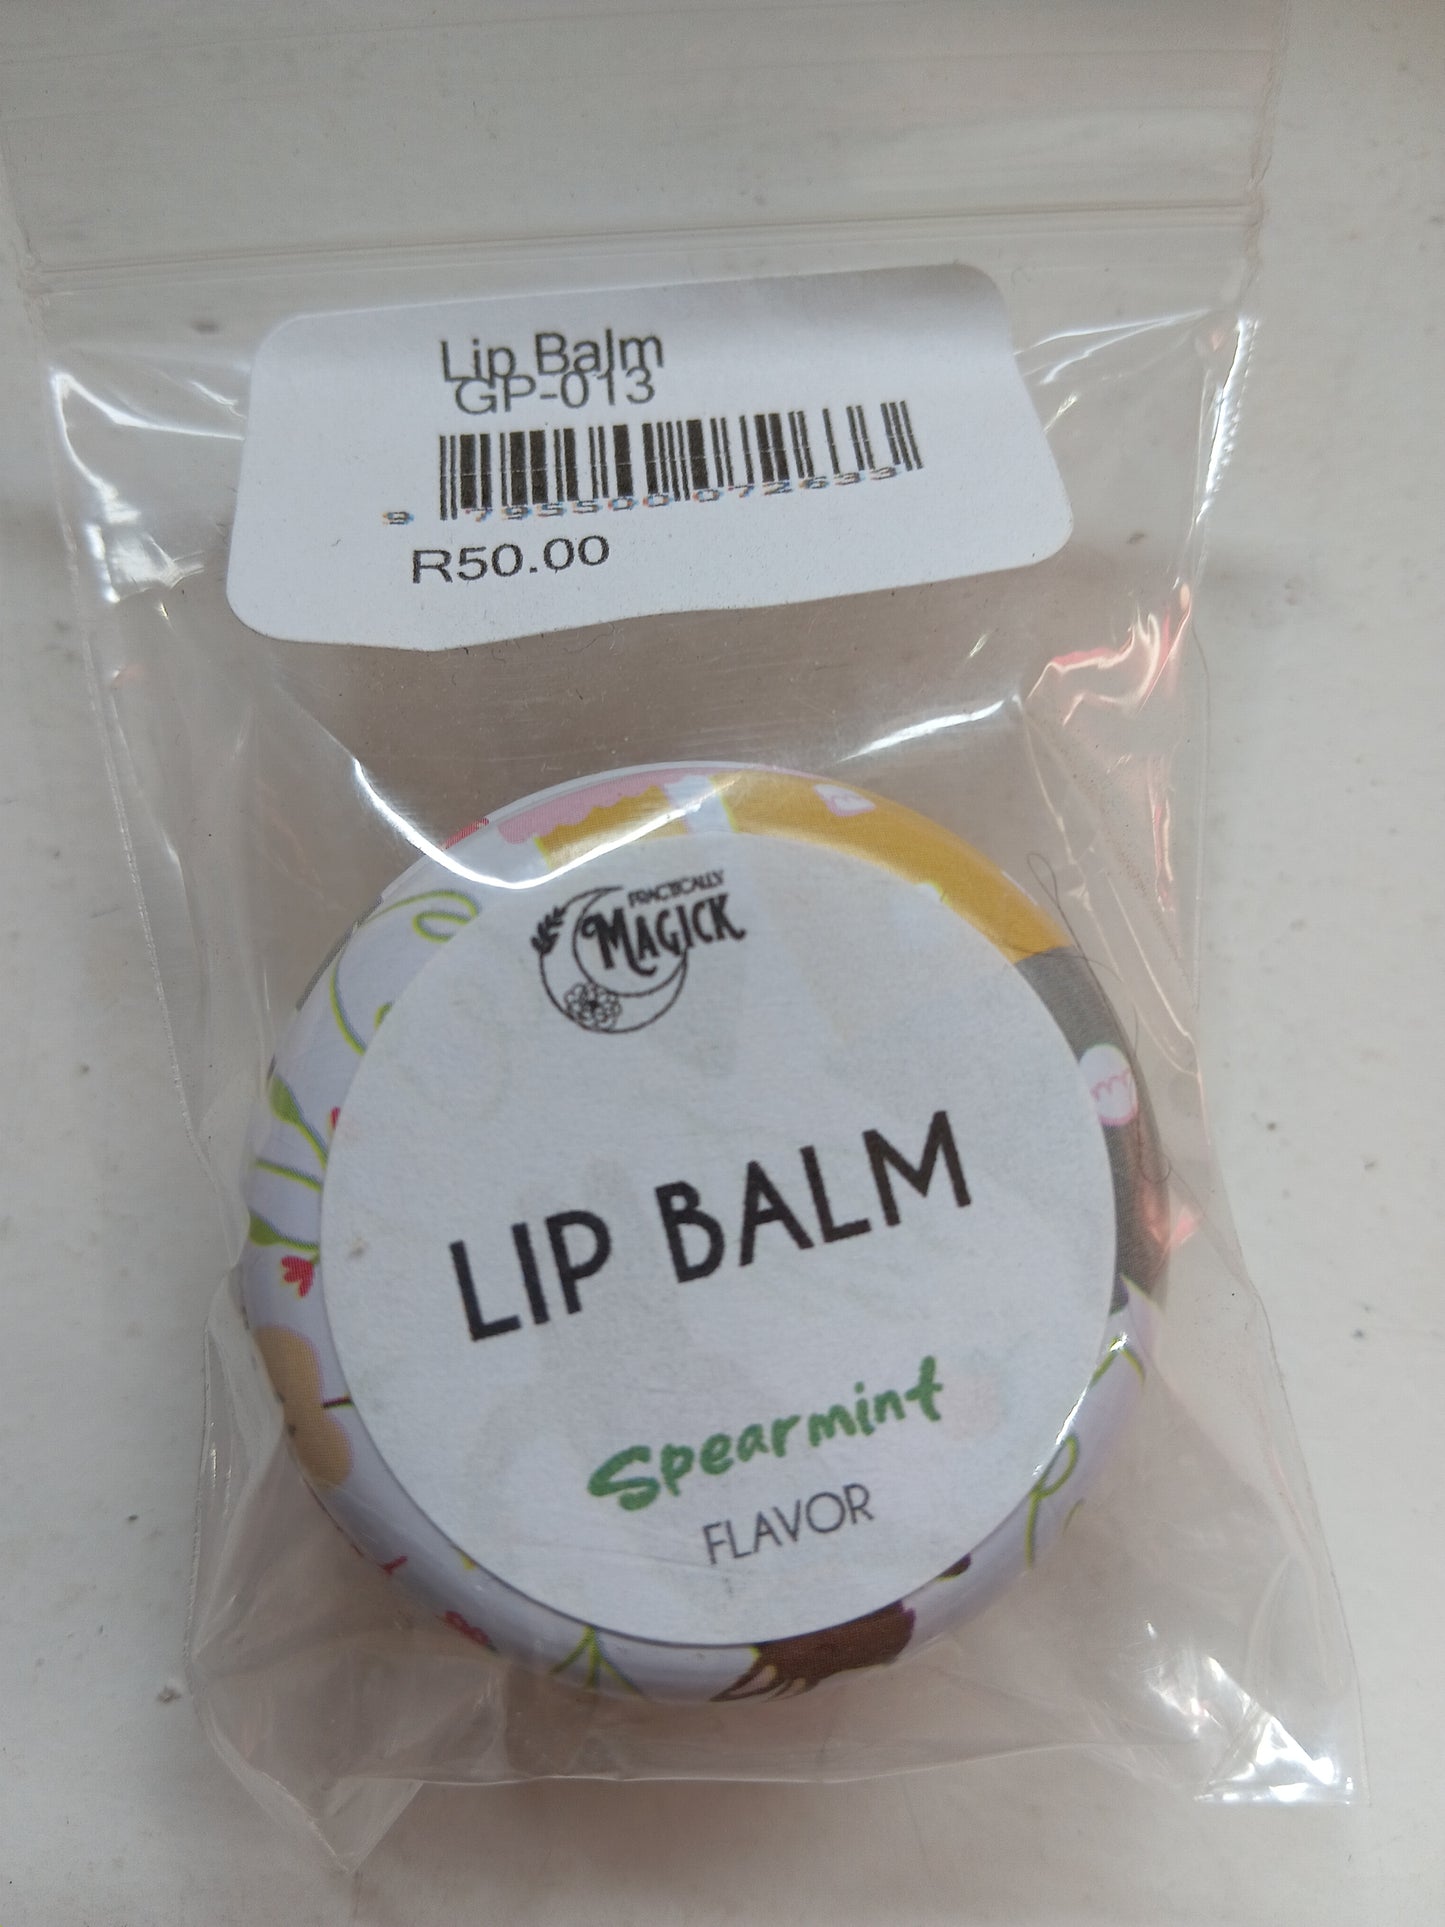 Lip Balm
GP-013
9 795500 072633
R50.00
PRACTICALLY
MAGICK
LIP BALM
Spearmint
FLAVOR